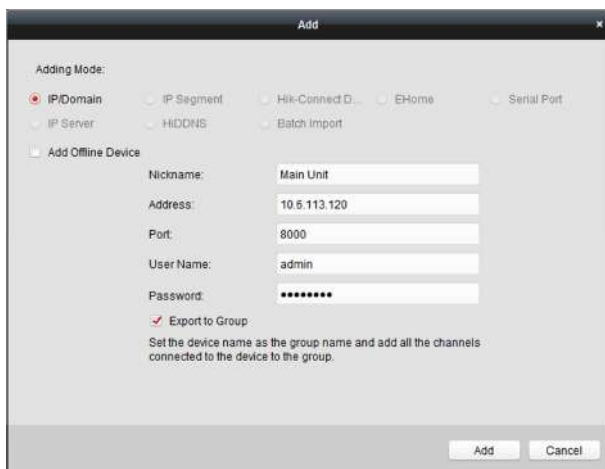 Add
×
Adding Mode:
IP/Domain IP Segment Hik-Connect D... EHome Serial Port
IP Server HiDDNS Batch Import
Add Offline Device
Nickname: Main Unit
Address: 10.6.113.120
Port: 8000
User Name: admin
Password: ••••••••
Export to Group
Set the device name as the group name and add all the channels
connected to the device to the group.
Add Cancel